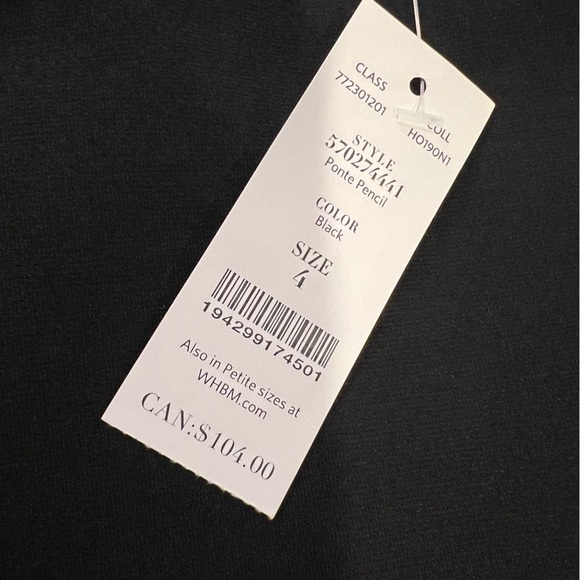 CLASS
772301201
COLL
HO190N1
STYLE
570274441
Ponte Pencil
COLOR
Black
SIZE
4
194299174501
Also in Petite sizes at
WHBM.com
CAN:$104.00